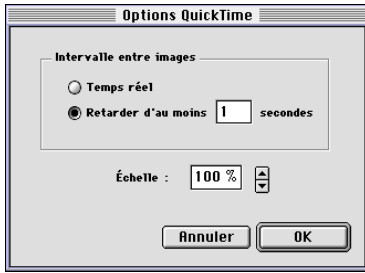 Options QuickTime
Intervalle entre images
Temps réel
Retarder d'au moins 1 secondes
Échelle : 100 %
Annuler OK